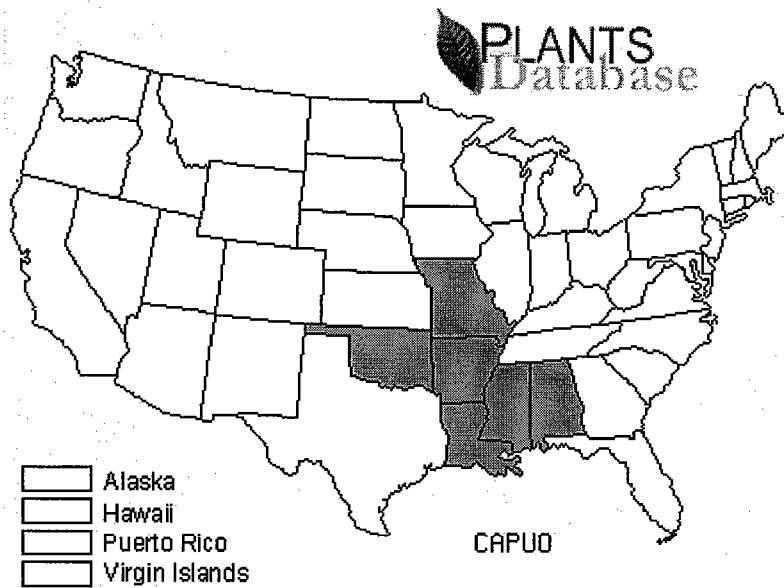 PLANTS
Database
Alaska
Hawaii
Puerto Rico
Virgin Islands
CAPUO